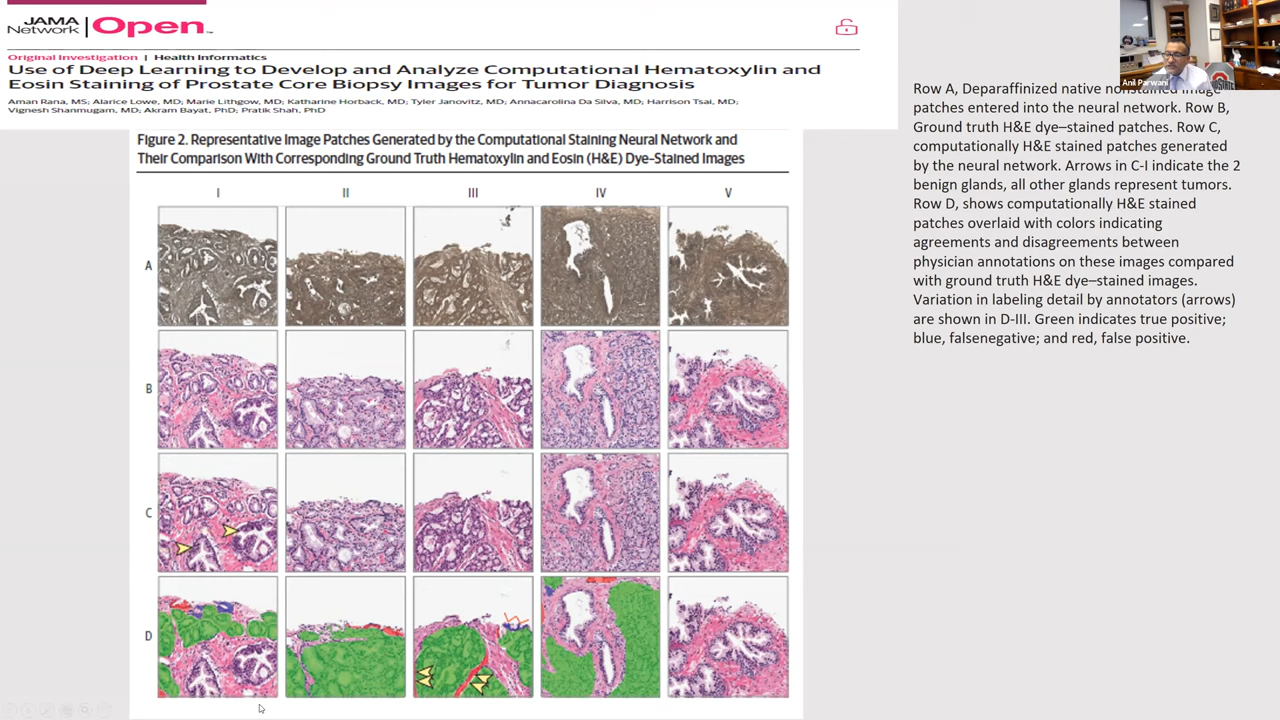 JAMA Network | Open™
Original Investigation | Health Informatics
Use of Deep Learning to Develop and Analyze Computational Hematoxylin and
Eosin Staining of Prostate Core Biopsy Images for Tumor Diagnosis
Aman Rana, MS; Alarice Lowe, MD; Marie Lithgow, MD; Katharine Horback, MD; Tyler Janovitz, MD; Annacarolina Da Silva, MD; Harrison Tsai, MD;
Vignesh Shanmugam, MD; Akram Bayat, PhD; Pratik Shah, PhD
Figure 2. Representative Image Patches Generated by the Computational Staining Neural Network and
Their Comparison With Corresponding Ground Truth Hematoxylin and Eosin (H&E) Dye-Stained Images
I II III IV V
A
B
C
D
Anil Parwani
Row A, Deparaffinized native nonstained image
patches entered into the neural network. Row B,
Ground truth H&E dye–stained patches. Row C,
computationally H&E stained patches generated
by the neural network. Arrows in C-I indicate the 2
benign glands, all other glands represent tumors.
Row D, shows computationally H&E stained
patches overlaid with colors indicating
agreements and disagreements between
physician annotations on these images compared
with ground truth H&E dye–stained images.
Variation in labeling detail by annotators (arrows)
are shown in D-III. Green indicates true positive;
blue, falsenegative; and red, false positive.